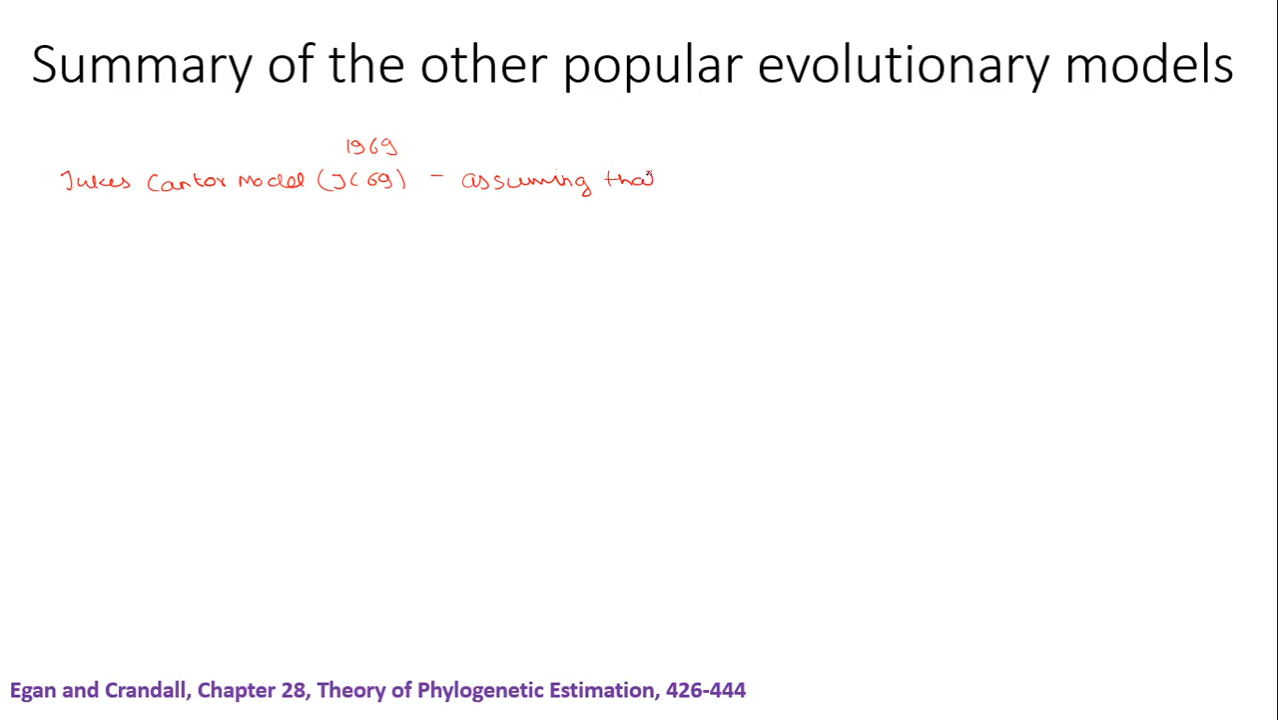 Summary of the other popular evolutionary models
1969
Jukes Cantor Model (JC69) - assuming tha
Egan and Crandall, Chapter 28, Theory of Phylogenetic Estimation, 426-444